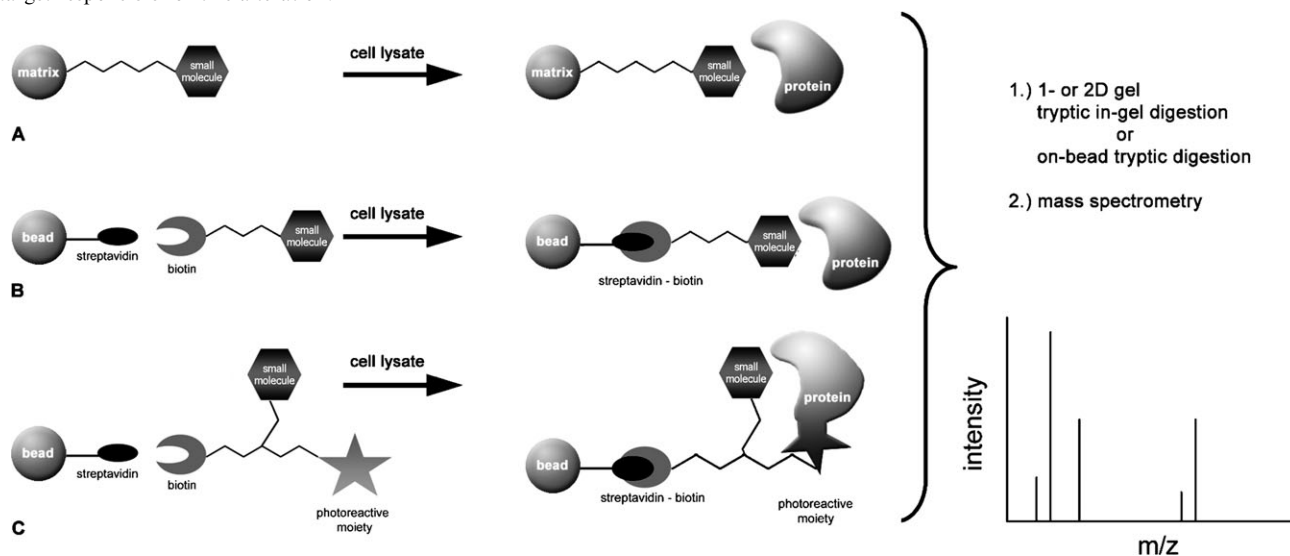 matrix
small
molecule
cell lysate
matrix
small
molecule
protein
A
bead
streptavidin
biotin
small
molecule
cell lysate
bead
streptavidin - biotin
small
molecule
protein
B
small
molecule
cell lysate
bead
streptavidin
biotin
photoreactive
moiety
small
molecule
protein
bead
streptavidin - biotin
photoreactive
moiety
C
1.) 1- or 2D gel
tryptic in-gel digestion
or
on-bead tryptic digestion
2.) mass spectrometry
intensity
m/z